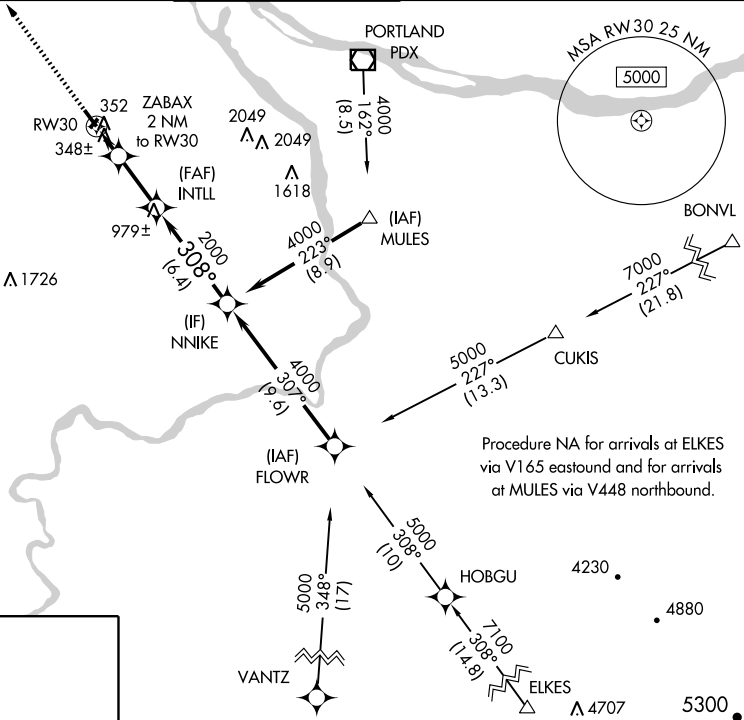 PORTLAND
PDX
MSA RW30 25 NM
5000
4000
162°
(8.5)
352
ZABAX
2 NM
to RW30
RW30
348±
2049
2049
1618
(FAF)
INTLL
979±
(IAF)
MULES
4000
223°
(8.9)
BONVL
7000
227°
(21.8)
2000
308°
(6.4)
1726
(IF)
NNIKE
CUKIS
5000
227°
(13.3)
4000
307°
(9.6)
(IAF)
FLOWR
Procedure NA for arrivals at ELKES
via V165 eastound and for arrivals
at MULES via V448 northbound.
5000
308°
(10)
HOBGU
4230
4880
5000
348°
(17)
7100
308°
(14.8)
VANTZ
ELKES
4707
5300